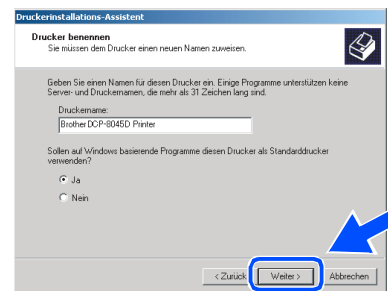 Druckerinstallations-Assistent
Drucker benennen
Sie müssen dem Drucker einen neuen Namen zuweisen.
Geben Sie einen Namen für diesen Drucker ein. Einige Programme unterstützen keine
Server- und Druckernamen, die mehr als 31 Zeichen lang sind.
Druckername:
Brother DCP-8045D Printer
Sollen auf Windows basierende Programme diesen Drucker als Standarddrucker
verwenden?
Ja
Nein
< Zurück
Weiter >
Abbrechen